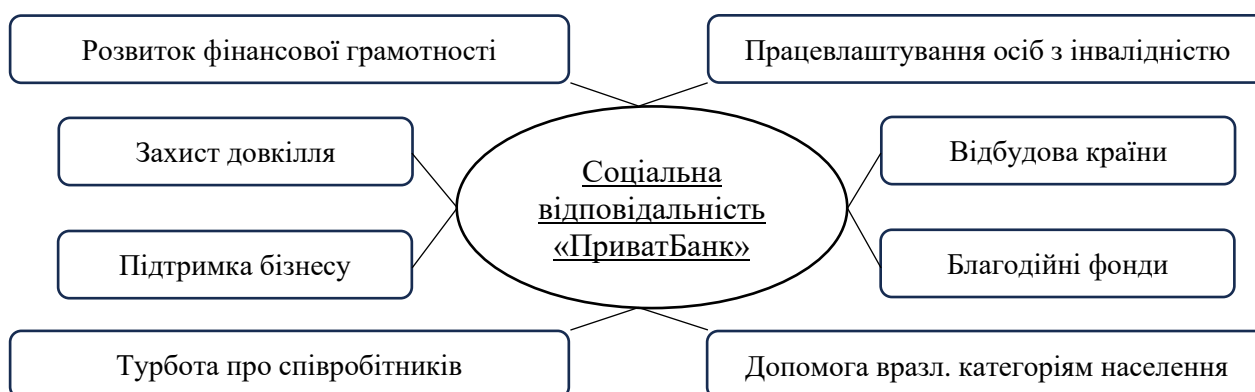 Розвиток фінансової грамотності
Працевлаштування осіб з інвалідністю
Захист довкілля
Відбудова країни
Соціальна
відповідальність
«ПриватБанк»
Підтримка бізнесу
Благодійні фонди
Турбота про співробітників
Допомога вразл. категоріям населення